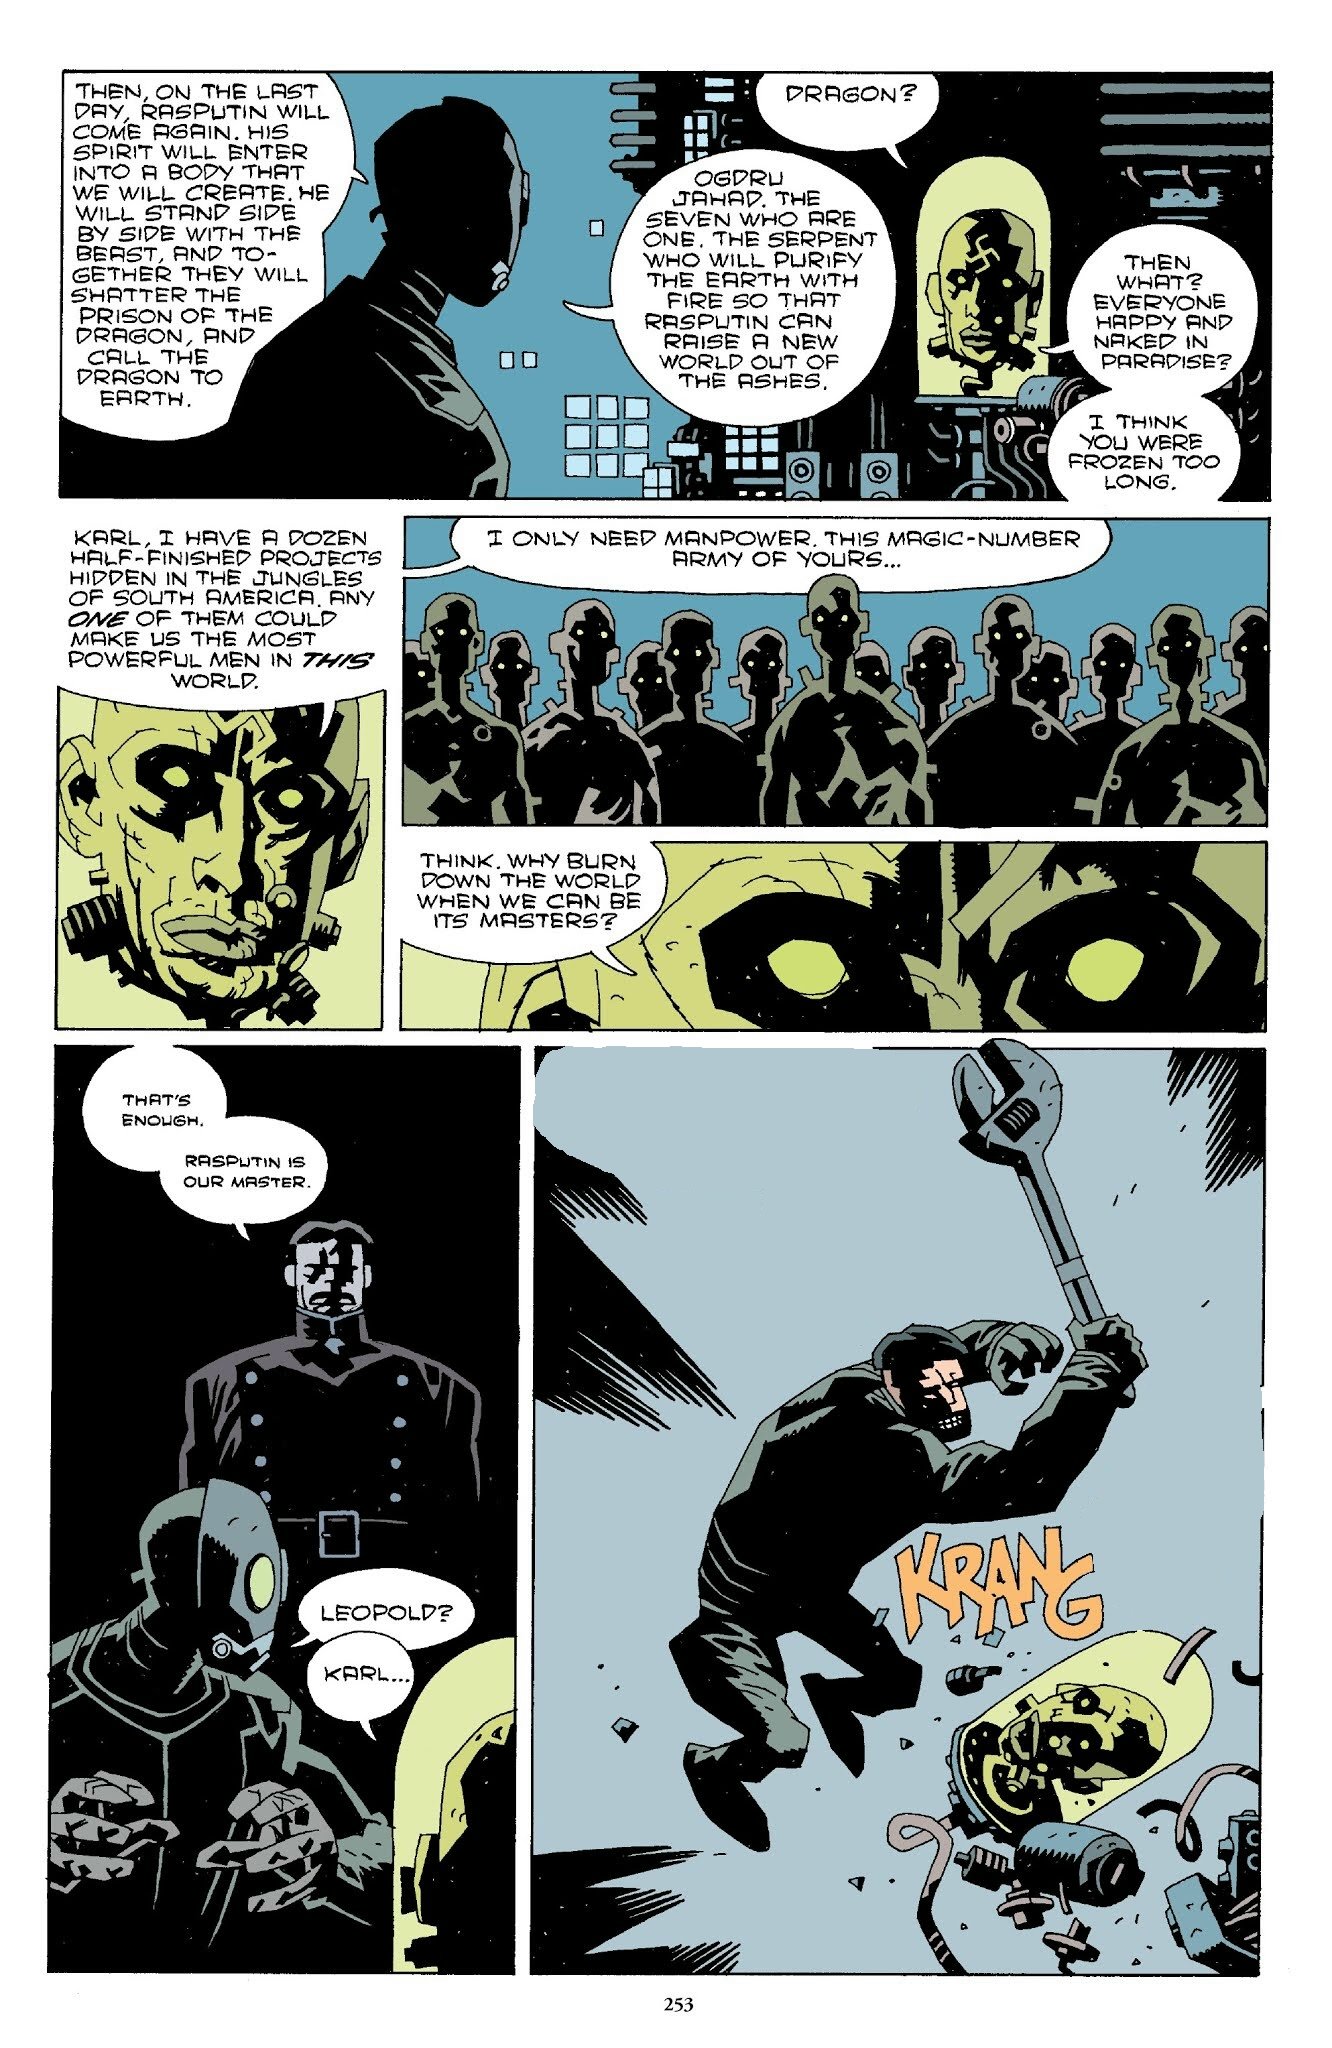 THEN, ON THE LAST
DAY, RASPUTIN WILL
COME AGAIN. HIS
SPIRIT WILL ENTER
INTO A BODY THAT
WE WILL CREATE. HE
WILL STAND SIDE
BY SIDE WITH THE
BEAST, AND TO-
GETHER THEY WILL
SHATTER THE
PRISON OF THE
DRAGON, AND
CALL THE
DRAGON TO
EARTH.
DRAGON?
OGDRU
JAHAD. THE
SEVEN WHO ARE
ONE. THE SERPENT
WHO WILL PURIFY
THE EARTH WITH
FIRE SO THAT
RASPUTIN CAN
RAISE A NEW
WORLD OUT OF
THE ASHES.
THEN
WHAT?
EVERYONE
HAPPY AND
NAKED IN
PARADISE?
I THINK
YOU WERE
FROZEN TOO
LONG.
KARL, I HAVE A DOZEN
HALF-FINISHED PROJECTS
HIDDEN IN THE JUNGLES
OF SOUTH AMERICA. ANY
ONE OF THEM COULD
MAKE US THE MOST
POWERFUL MEN IN THIS
WORLD.
I ONLY NEED MANPOWER. THIS MAGIC-NUMBER
ARMY OF YOURS...
THINK. WHY BURN
DOWN THE WORLD
WHEN WE CAN BE
ITS MASTERS?
THAT'S
ENOUGH.
RASPUTIN IS
OUR MASTER.
LEOPOLD?
KARL...
KRANG
253